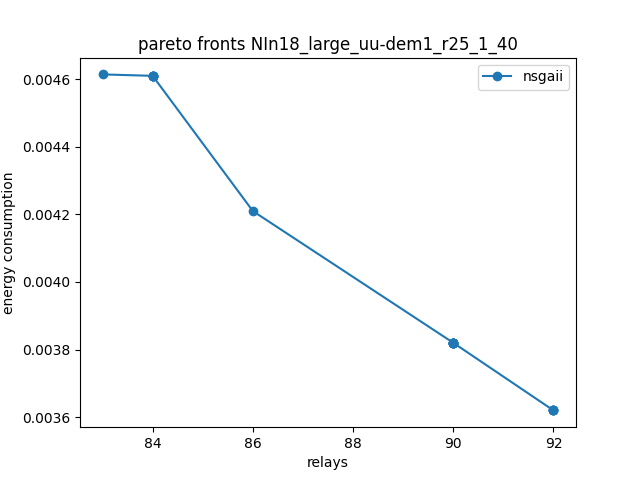 pareto fronts NIn18_large_uu-dem1_r25_1_40
nsgaii
energy consumption
0.0046
0.0044
0.0042
0.0040
0.0038
0.0036
84 86 88 90 92
relays